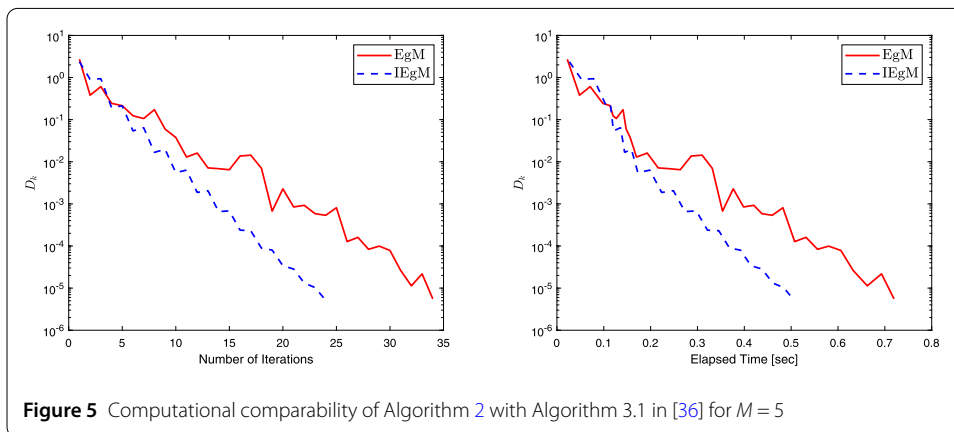 10^1
10^0
10^-1
10^-2
10^-3
10^-4
10^-5
10^-6
D_k
0 5 10 15 20 25 30 35
Number of Iterations
EgM
IEgM
10^1
10^0
10^-1
10^-2
10^-3
10^-4
10^-5
10^-6
D_k
0 0.1 0.2 0.3 0.4 0.5 0.6 0.7 0.8
Elapsed Time [sec]
EgM
IEgM
Figure 5 Computational comparability of Algorithm 2 with Algorithm 3.1 in [36] for M = 5